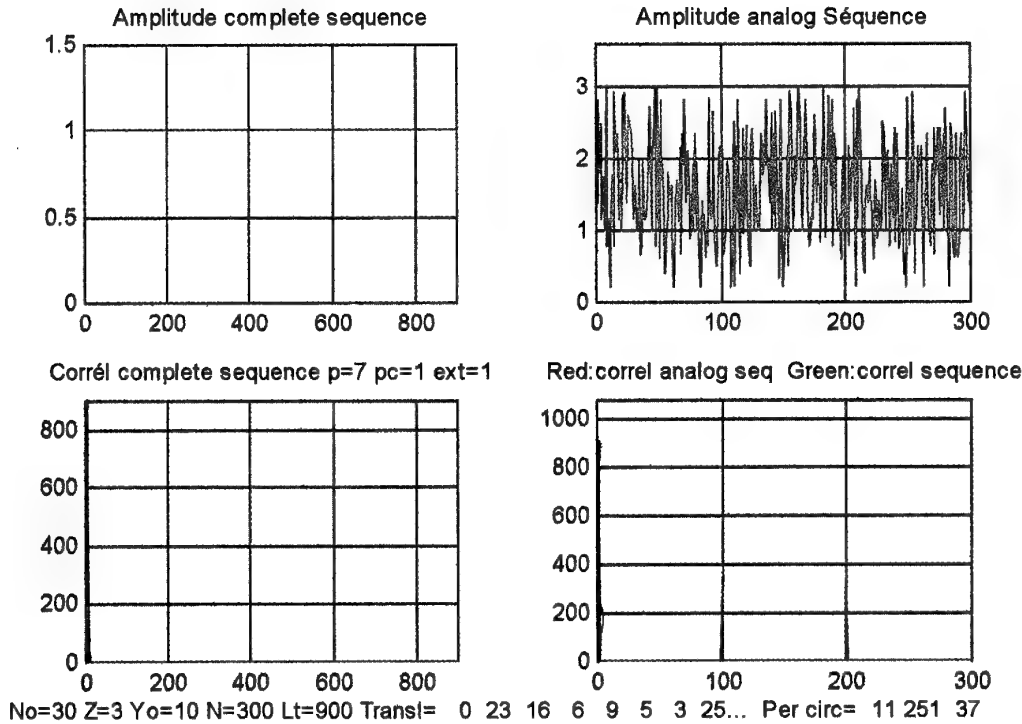 Amplitude complete sequence
1.5
1
0.5
0
0 200 400 600 800
Amplitude analog Séquence
3
2
1
0
0 100 200 300
Corrél complete sequence p=7 pc=1 ext=1
800
600
400
200
0
0 200 400 600 800
Red:correl analog seq Green:correl sequence
1000
800
600
400
200
0
0 100 200 300
No=30 Z=3 Yo=10 N=300 Lt=900 Transl= 0 23 16 6 9 5 3 25... Per circ= 11 251 37